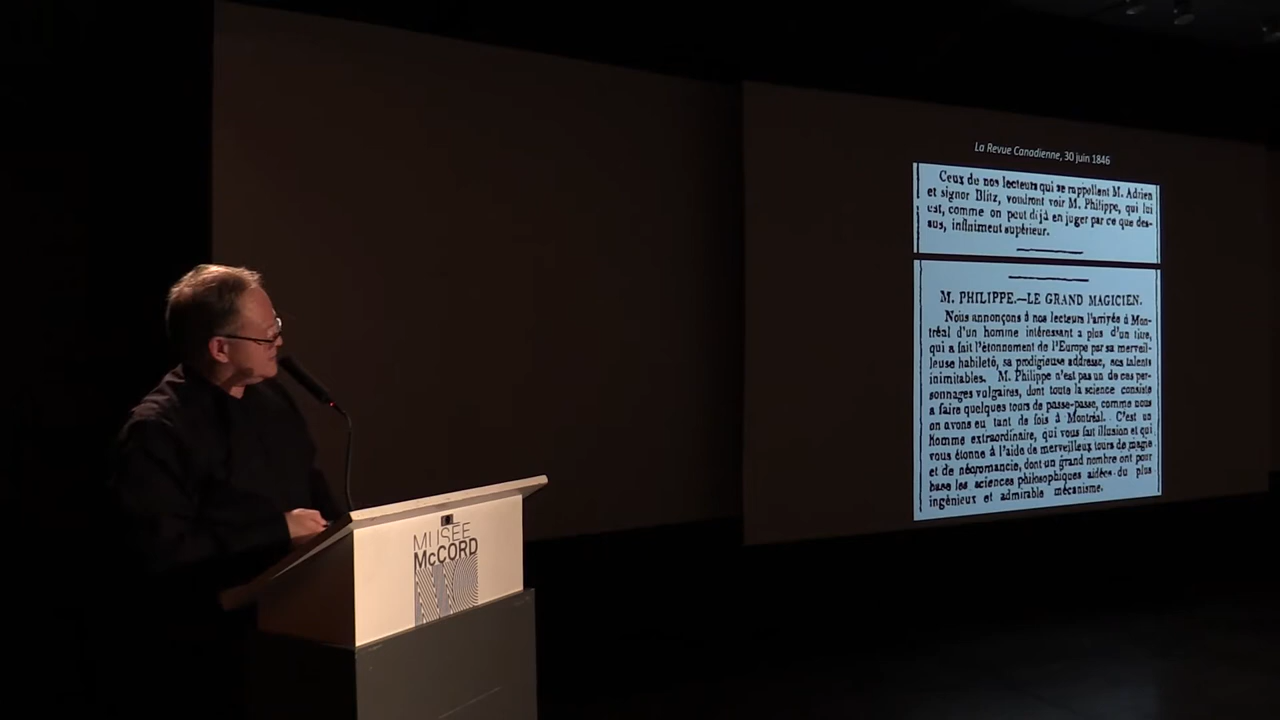 La Revue Canadienne, 30 juin 1846
Ceux de nos lecteurs qui se rappellent M. Adrien
et signor Blitz, voudront voir M. Philippe, qui lui
est, comme on peut déjà en juger par ce que des-
sus, infiniment supérieur.
M. PHILIPPE.—LE GRAND MAGICIEN.
Nous annonçons à nos lecteurs l'arrivée à Mon-
tréal d'un homme intéressant a plus d'un titre,
qui a fait l'étonnement de l'Europe par sa merveil-
leuse habileté, sa prodigieuse addresse, ses talents
inimitables. M. Philippe n'est pas un de ces per-
sonnages vulgaires, dont toute la science consiste
a faire quelques tours de passe-passe, comme nous
en avons eu tant de fois à Montréal. C'est un
homme extraordinaire, qui vous fait illusion et qui
vous étonne à l'aide de merveilleux tours de magie
et de nécromancie, dont un grand nombre ont pour
base les sciences philosophiques aidées du plus
ingénieux et admirable mécanisme.
MUSÉE
McCORD